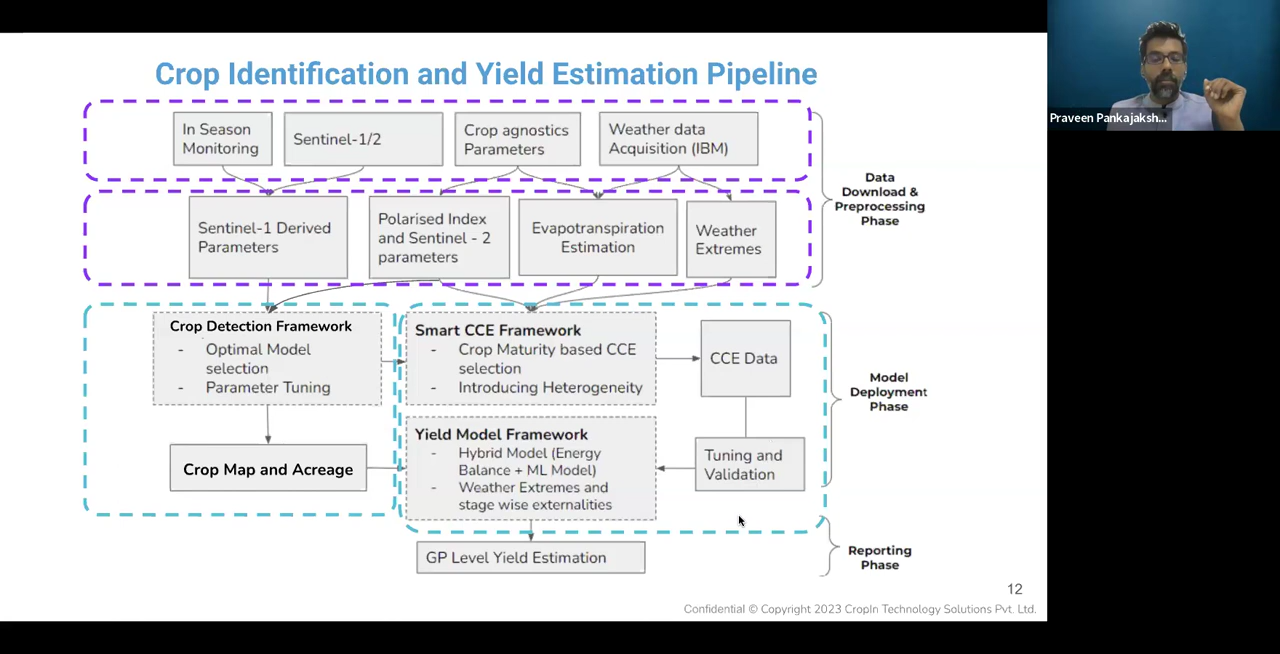 Crop Identification and Yield Estimation Pipeline
In Season
Monitoring
Sentinel-1/2
Crop agnostics
Parameters
Weather data
Acquisition (IBM)
Data
Download &
Preprocessing
Phase
Sentinel-1 Derived
Parameters
Polarised Index
and Sentinel - 2
parameters
Evapotranspiration
Estimation
Weather
Extremes
Crop Detection Framework
- Optimal Model
selection
- Parameter Tuning
Smart CCE Framework
- Crop Maturity based CCE
selection
- Introducing Heterogeneity
CCE Data
Model
Deployment
Phase
Crop Map and Acreage
Yield Model Framework
- Hybrid Model (Energy
Balance + ML Model)
- Weather Extremes and
stage wise externalities
Tuning and
Validation
GP Level Yield Estimation
Reporting
Phase
12
Confidential © Copyright 2023 CropIn Technology Solutions Pvt. Ltd.
Praveen Pankajaksh...